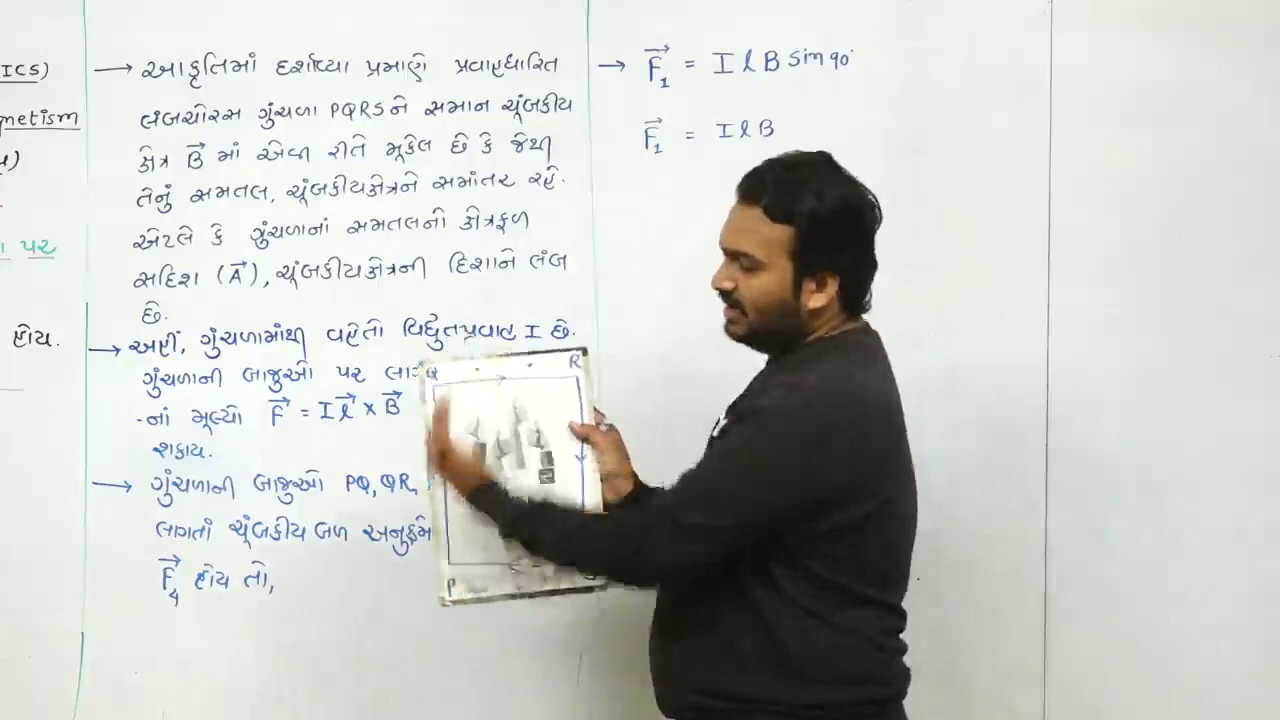 ICS)
netism
પર
હોય.
→ આકૃતિમાં દર્શાવ્યા પ્રમાણે પ્રવાહધારિત
લંબચોરસ ગુંચળા PQRS ને સમાન ચૂંબકીય
ક્ષેત્ર B⃗ માં એવી રીતે મૂકેલ છે કે જેથી
તેનું સમતલ, ચૂંબકીયક્ષેત્રને સમાંતર રહે.
એટલે કે ગુંચળાનાં સમતલનો ક્ષેત્રફળ
સદિશ (A⃗), ચૂંબકીયક્ષેત્રની દિશાને લંબ
છે.
→ અહીં, ગુંચળામાંથી વહેતો વિદ્યુતપ્રવાહ I છે.
ગુંચળાની બાજુઓ પર
-નાં મૂલ્યો F⃗ = I l⃗ × B⃗
શકાય.
→ ગુંચળાની બાજુઓ PQ, QR,
લાગતાં ચૂંબકીય બળ અનુક્રમે
F⃗₄ હોય તો,
→ F⃗₁ = I l B sin 90°
F⃗₁ = I l B
Q R
P